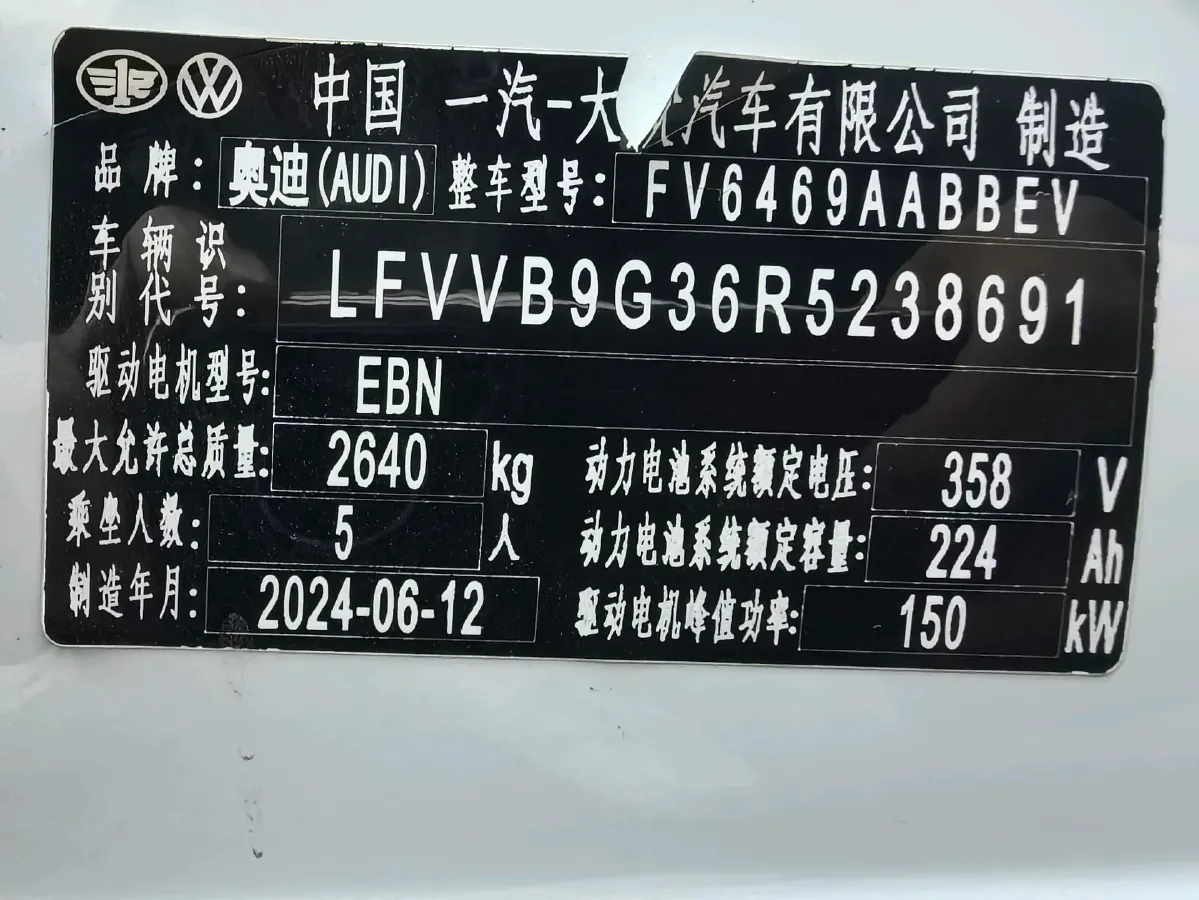 中国 一汽-大 汽车有限公司 制造
品牌: 奥迪(AUDI) 整车型号: FV6469AABBEV
车辆识别代号: LFVVB9G36R5238691
驱动电机型号: EBN
最大允许总质量: 2640 kg 动力电池系统额定电压: 358 V
乘坐人数: 5 人 动力电池系统额定容量: 224 Ah
制造年月: 2024-06-12 驱动电机峰值功率: 150 kW